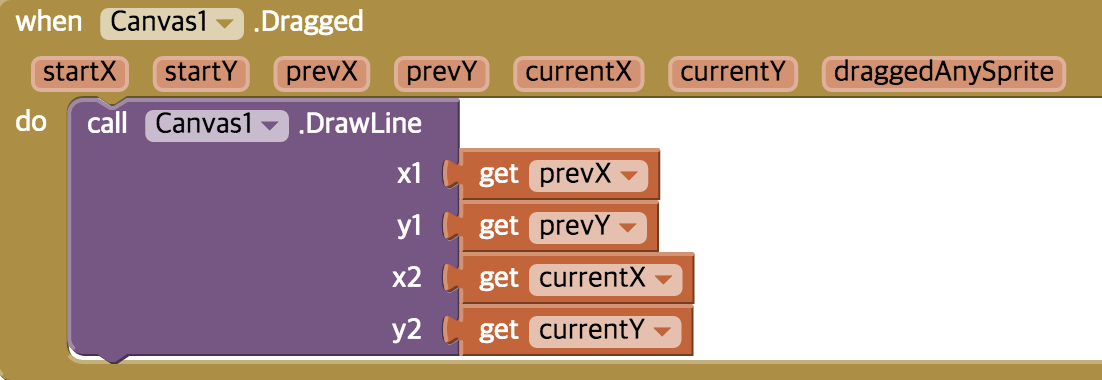 when Canvas1 .Dragged
startX startY prevX prevY currentX currentY draggedAnySprite
do call Canvas1 .DrawLine
x1 get prevX
y1 get prevY
x2 get currentX
y2 get currentY